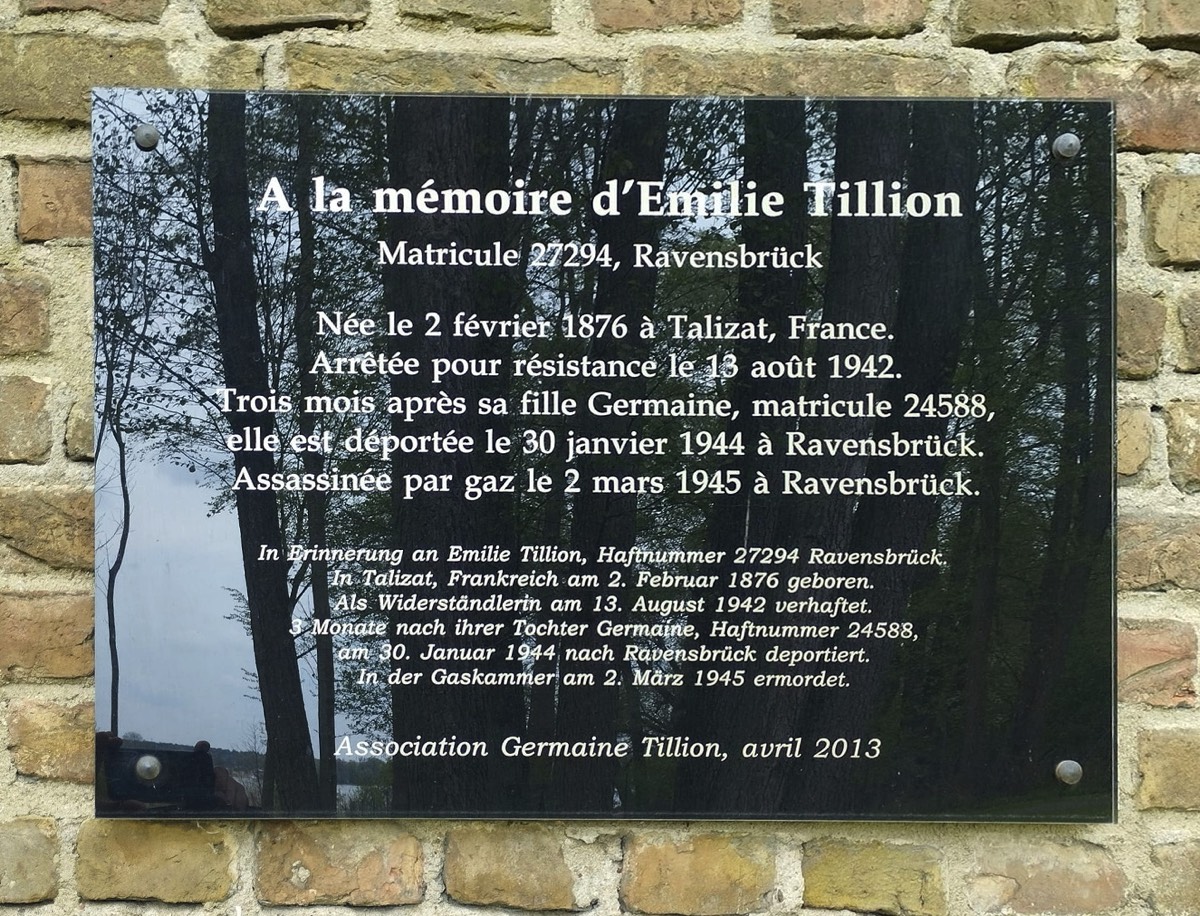 A la mémoire d'Emilie Tillion
Matricule 27294, Ravensbrück
Née le 2 février 1876 à Talizat, France.
Arrêtée pour résistance le 13 août 1942.
Trois mois après sa fille Germaine, matricule 24588,
elle est déportée le 30 janvier 1944 à Ravensbrück.
Assassinée par gaz le 2 mars 1945 à Ravensbrück.
In Erinnerung an Emilie Tillion, Haftnummer 27294 Ravensbrück.
In Talizat, Frankreich am 2. Februar 1876 geboren.
Als Widerständlerin am 13. August 1942 verhaftet.
3 Monate nach ihrer Tochter Germaine, Haftnummer 24588,
am 30. Januar 1944 nach Ravensbrück deportiert.
In der Gaskammer am 2. März 1945 ermordet.
Association Germaine Tillion, avril 2013